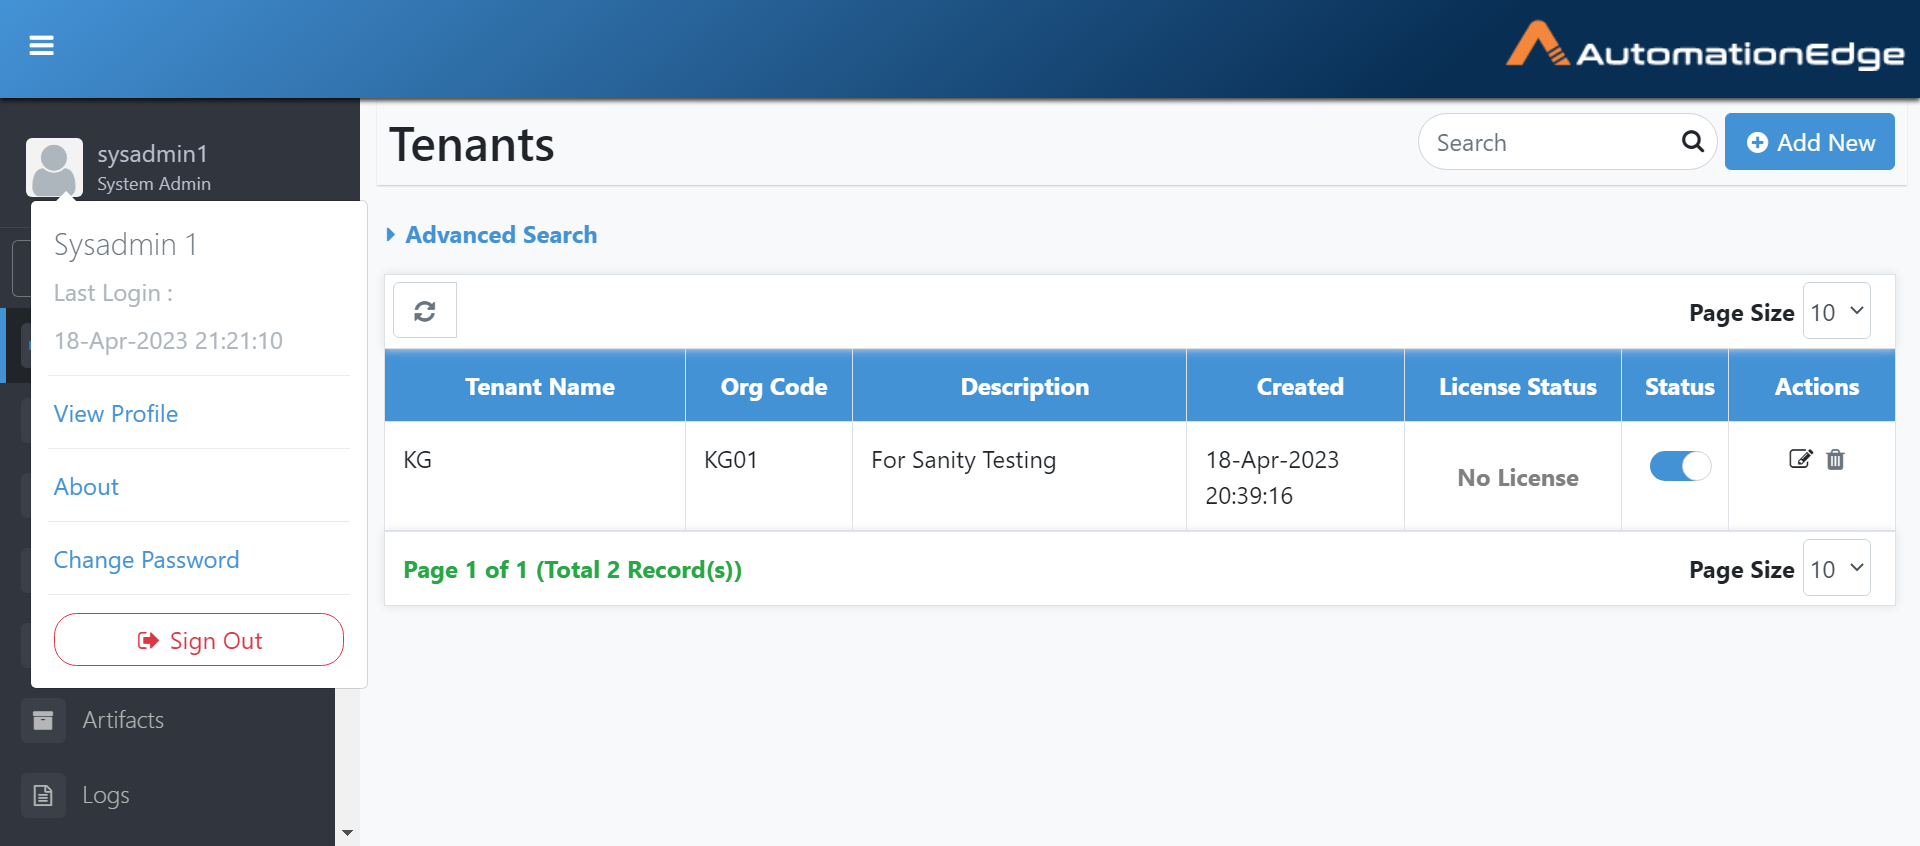 AutomationEdge
sysadmin1
System Admin
Sysadmin 1
Last Login :
18-Apr-2023 21:21:10
View Profile
About
Change Password
Sign Out
Artifacts
Logs
Tenants
Search
Add New
Advanced Search
Page Size 10
Tenant Name Org Code Description Created License Status Status Actions
KG KG01 For Sanity Testing 18-Apr-2023 No License
20:39:16
Page 1 of 1 (Total 2 Record(s)) Page Size 10